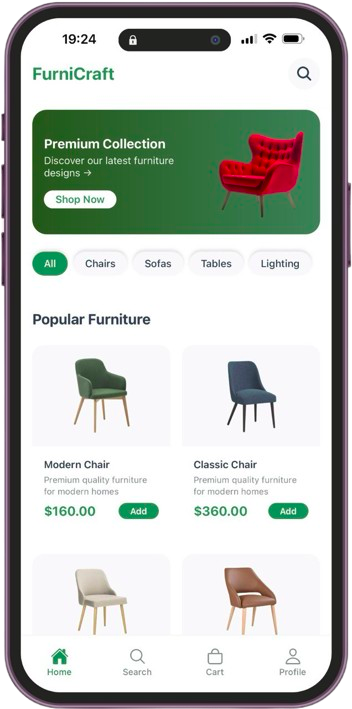 19:24
FurniCraft
Premium Collection
Discover our latest furniture
designs →
Shop Now
All Chairs Sofas Tables Lighting
Popular Furniture
Modern Chair
Premium quality furniture
for modern homes
$160.00 Add
Classic Chair
Premium quality furniture
for modern homes
$360.00 Add
Home Search Cart Profile